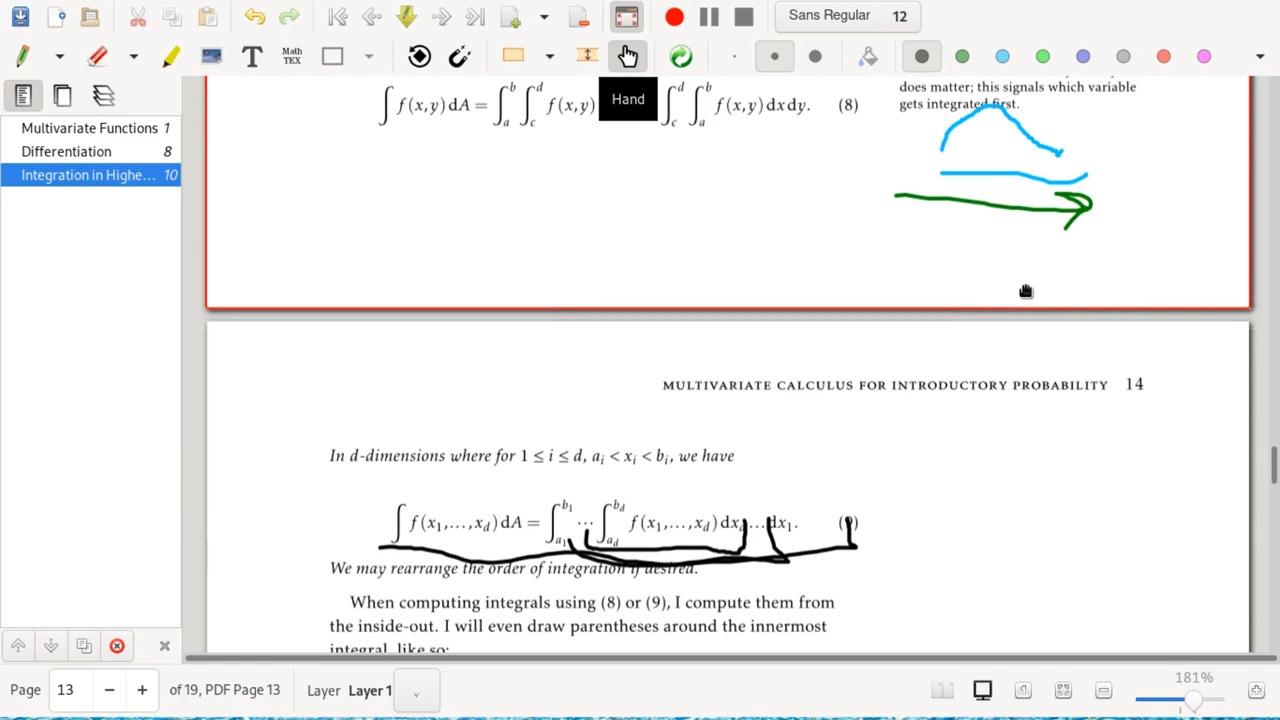 Sans Regular 12
T Math TEX
Multivariate Functions 1
Differentiation 8
Integration in Highe... 10
does matter; this signals which variable
gets integrated first.
∫ f(x,y) dA = ∫_a^b ∫_c^d f(x,y) ∫_c^d ∫_a^b f(x,y) dx dy. (8)
Hand
MULTIVARIATE CALCULUS FOR INTRODUCTORY PROBABILITY 14
In d-dimensions where for 1 ≤ i ≤ d, a_i < x_i < b_i, we have
∫ f(x_1,...,x_d) dA = ∫_{a_1}^{b_1} ... ∫_{a_d}^{b_d} f(x_1,...,x_d) dx_d ... dx_1. (9)
We may rearrange the order of integration if desired.
When computing integrals using (8) or (9), I compute them from
the inside-out. I will even draw parentheses around the innermost
integral, like so:
Page 13 of 19, PDF Page 13 Layer Layer 1 181%